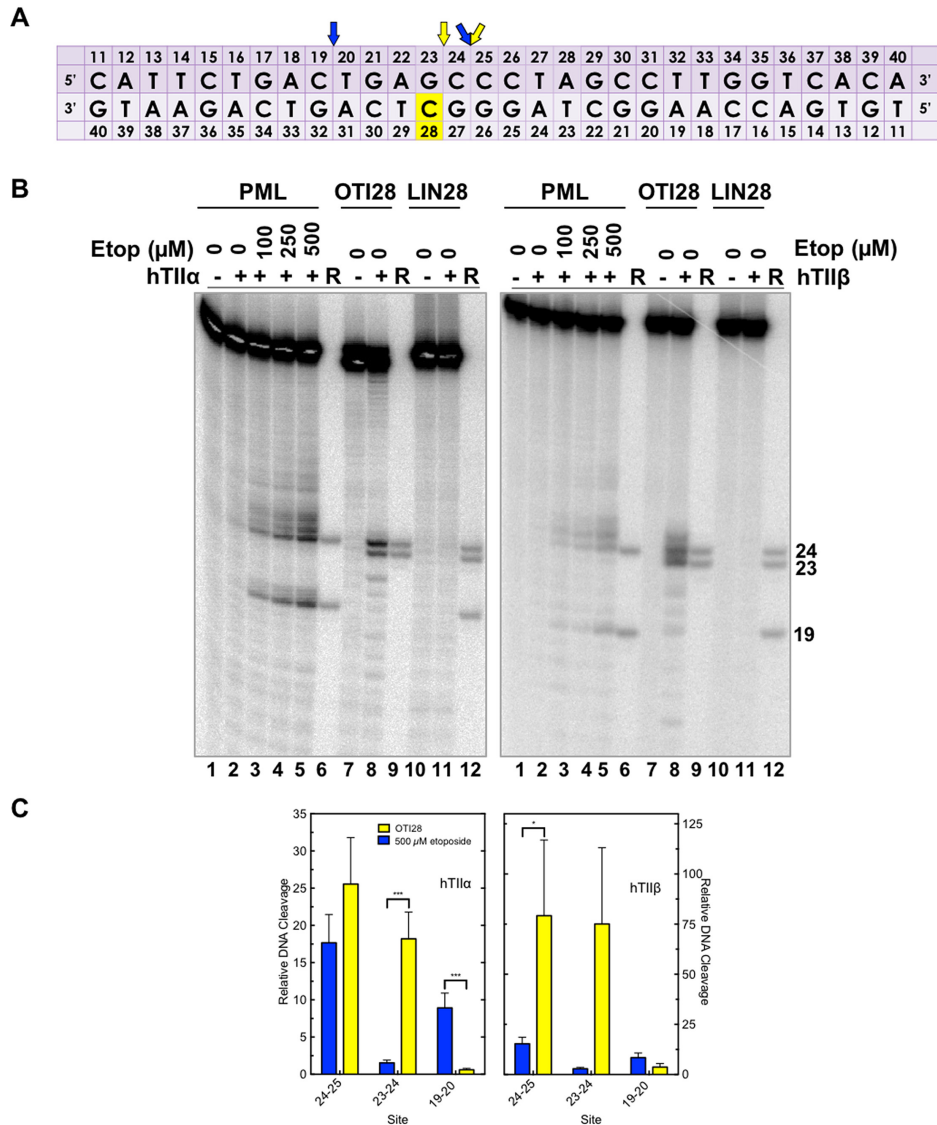 A
11 12 13 14 15 16 17 18 19 20 21 22 23 24 25 26 27 28 29 30 31 32 33 34 35 36 37 38 39 40
5' C A T T C T G A C T G A G C C C T A G C C T T G G T C A C A 3'
3' G T A A G A C T G A C T C G G G A T C G G A A C C A G T G T 5'
40 39 38 37 36 35 34 33 32 31 30 29 28 27 26 25 24 23 22 21 20 19 18 17 16 15 14 13 12 11
B
PML OTI28 LIN28 PML OTI28 LIN28
Etop (µM) 0 0 100 250 500 0 0 0 0 0 0 100 250 500 0 0 0 0 Etop (µM)
hTIIα - + + + + R - + R - + R - + + + + R - + R - + R hTIIβ
24
23
19
1 2 3 4 5 6 7 8 9 10 11 12 1 2 3 4 5 6 7 8 9 10 11 12
C
35
30
25
20
15
10
5
0
Relative DNA Cleavage
OTI28
500 µM etoposide
hTIIα
***
***
24-25 23-24 19-20
Site
*
hTIIβ
125
100
75
50
25
0
Relative DNA Cleavage
24-25 23-24 19-20
Site